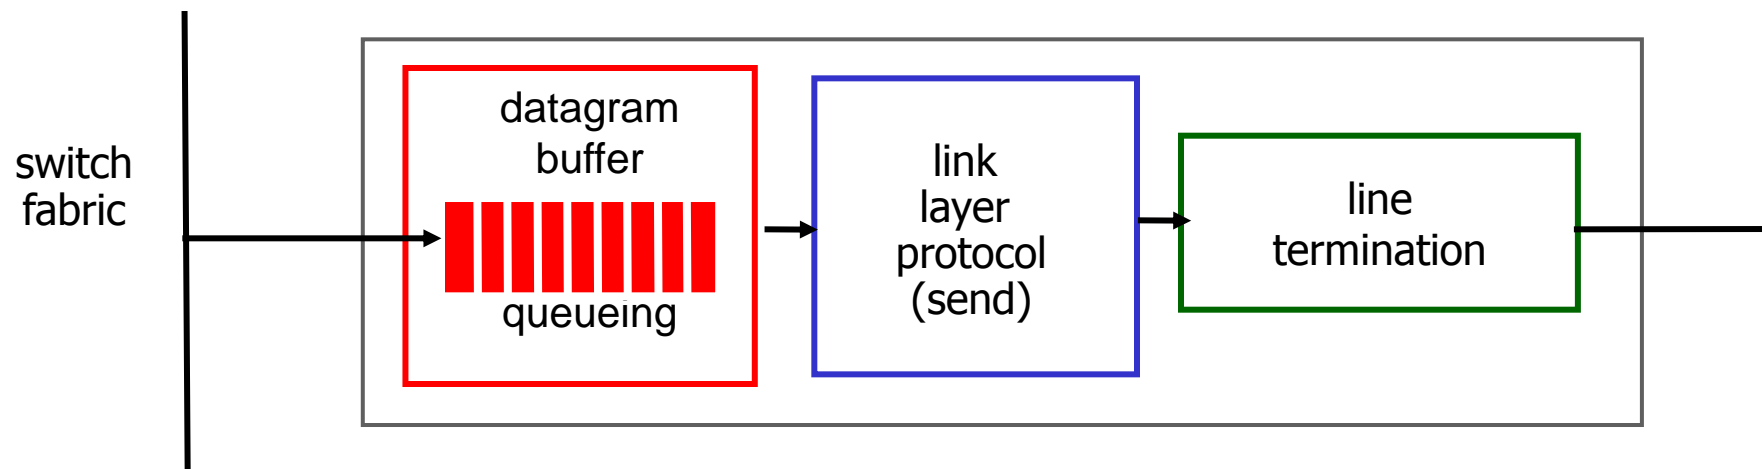 switch
fabric
datagram
buffer
queueing
link
layer
protocol
(send)
line
termination